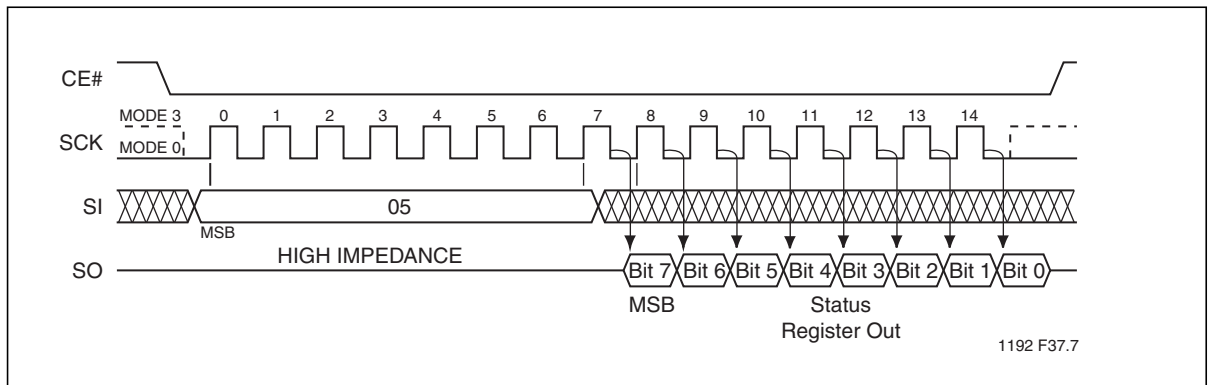 CE#
MODE 3 0 1 2 3 4 5 6 7 8 9 10 11 12 13 14
SCK
MODE 0
SI 05
MSB
HIGH IMPEDANCE
SO Bit 7 Bit 6 Bit 5 Bit 4 Bit 3 Bit 2 Bit 1 Bit 0
MSB Status
Register Out
1192 F37.7